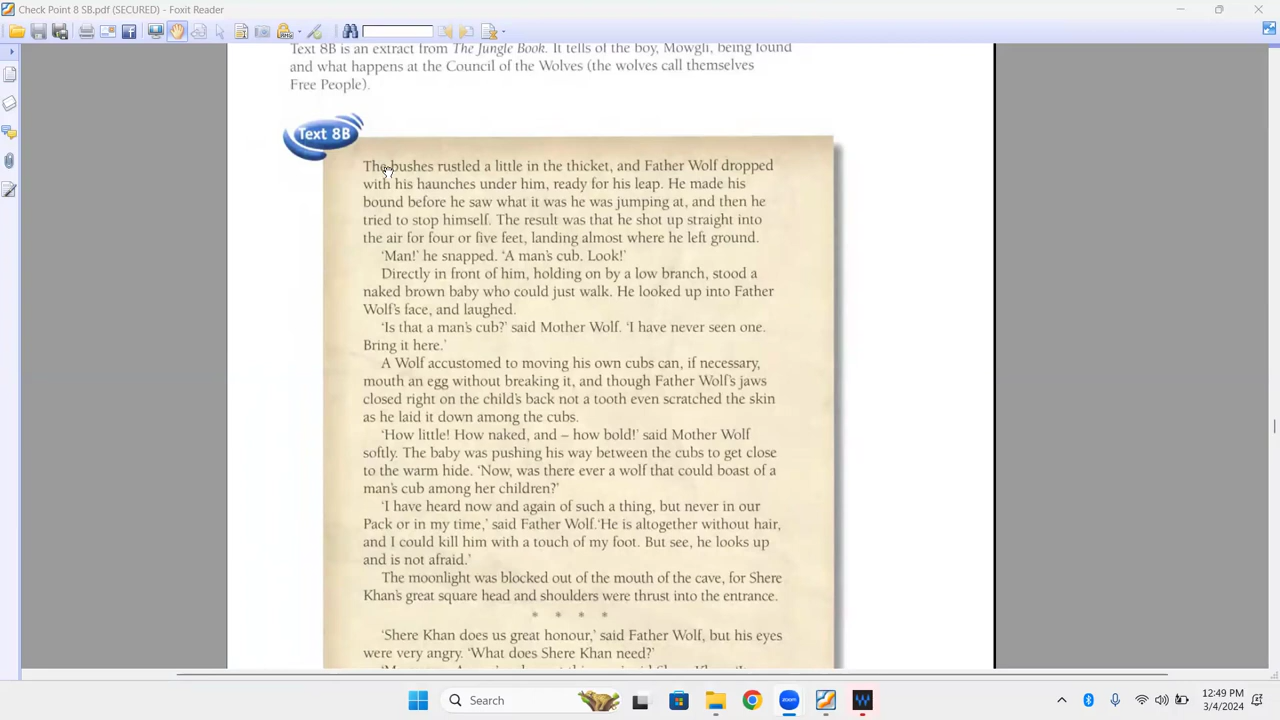 Check Point 8 SB.pdf (SECURED) - Foxit Reader
Text 8B is an extract from The Jungle Book. It tells of the boy, Mowgli, being found
and what happens at the Council of the Wolves (the wolves call themselves
Free People).
Text 8B
The bushes rustled a little in the thicket, and Father Wolf dropped
with his haunches under him, ready for his leap. He made his
bound before he saw what it was he was jumping at, and then he
tried to stop himself. The result was that he shot up straight into
the air for four or five feet, landing almost where he left ground.
‘Man!’ he snapped. ‘A man’s cub. Look!’
Directly in front of him, holding on by a low branch, stood a
naked brown baby who could just walk. He looked up into Father
Wolf’s face, and laughed.
‘Is that a man’s cub?’ said Mother Wolf. ‘I have never seen one.
Bring it here.’
A Wolf accustomed to moving his own cubs can, if necessary,
mouth an egg without breaking it, and though Father Wolf’s jaws
closed right on the child’s back not a tooth even scratched the skin
as he laid it down among the cubs.
‘How little! How naked, and – how bold!’ said Mother Wolf
softly. The baby was pushing his way between the cubs to get close
to the warm hide. ‘Now, was there ever a wolf that could boast of a
man’s cub among her children?’
‘I have heard now and again of such a thing, but never in our
Pack or in my time,’ said Father Wolf.‘He is altogether without hair,
and I could kill him with a touch of my foot. But see, he looks up
and is not afraid.’
The moonlight was blocked out of the mouth of the cave, for Shere
Khan’s great square head and shoulders were thrust into the entrance.
* * * *
‘Shere Khan does us great honour,’ said Father Wolf, but his eyes
were very angry. ‘What does Shere Khan need?’
Search
zoom
12:49 PM
3/4/2024